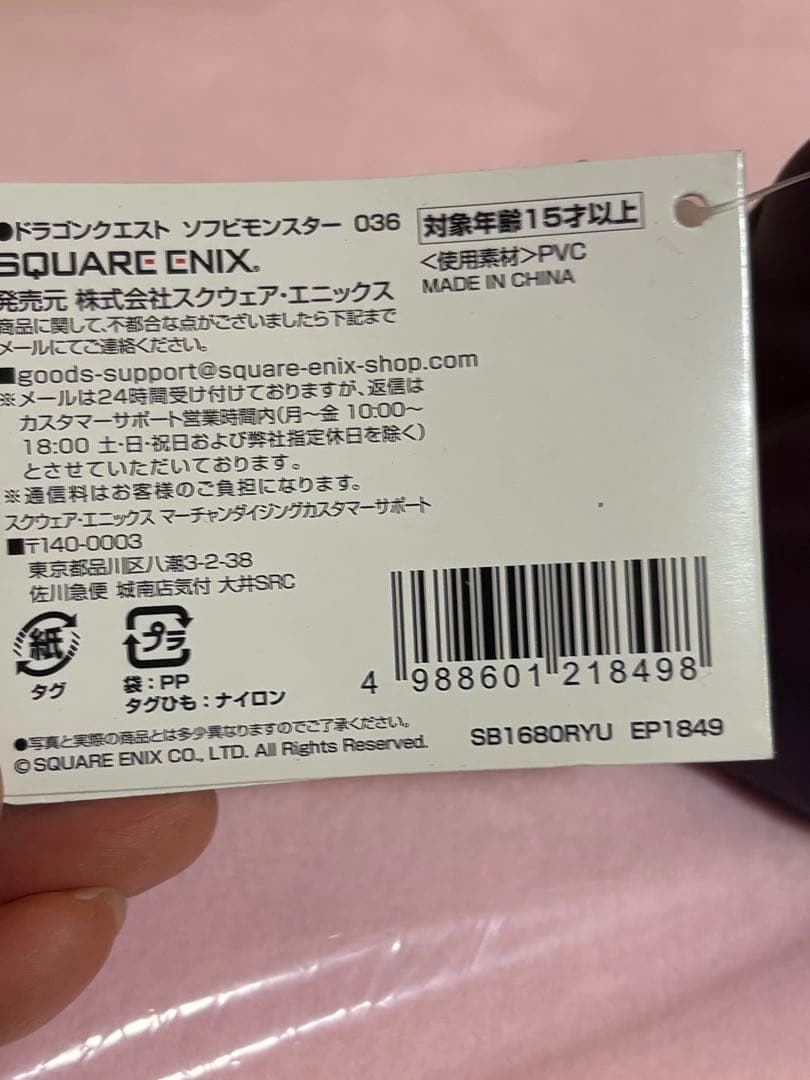 ●ドラゴンクエスト ソフビモンスター 036
SQUARE ENIX®
発売元 株式会社スクウェア・エニックス
商品に関して、不都合な点がございましたら下記まで
メールにてご連絡ください。
■goods-support@square-enix-shop.com
※メールは24時間受け付けておりますが、返信は
カスタマーサポート営業時間内(月〜金 10:00〜
18:00 土・日・祝日および弊社指定休日を除く)
とさせていただいております。
※通信料はお客様のご負担になります。
スクウェア・エニックス マーチャンダイジングカスタマーサポート
■〒140-0003
東京都品川区八潮3-2-38
佐川急便 城南店気付 大井SRC
対象年齢15才以上
<使用素材>PVC
MADE IN CHINA
紙
タグ
プラ
袋：PP
タグひも：ナイロン
4 988601 218498
●写真と実際の商品とは多少異なりますのでご了承ください。
©SQUARE ENIX CO., LTD. All Rights Reserved.
SB1680RYU EP1849